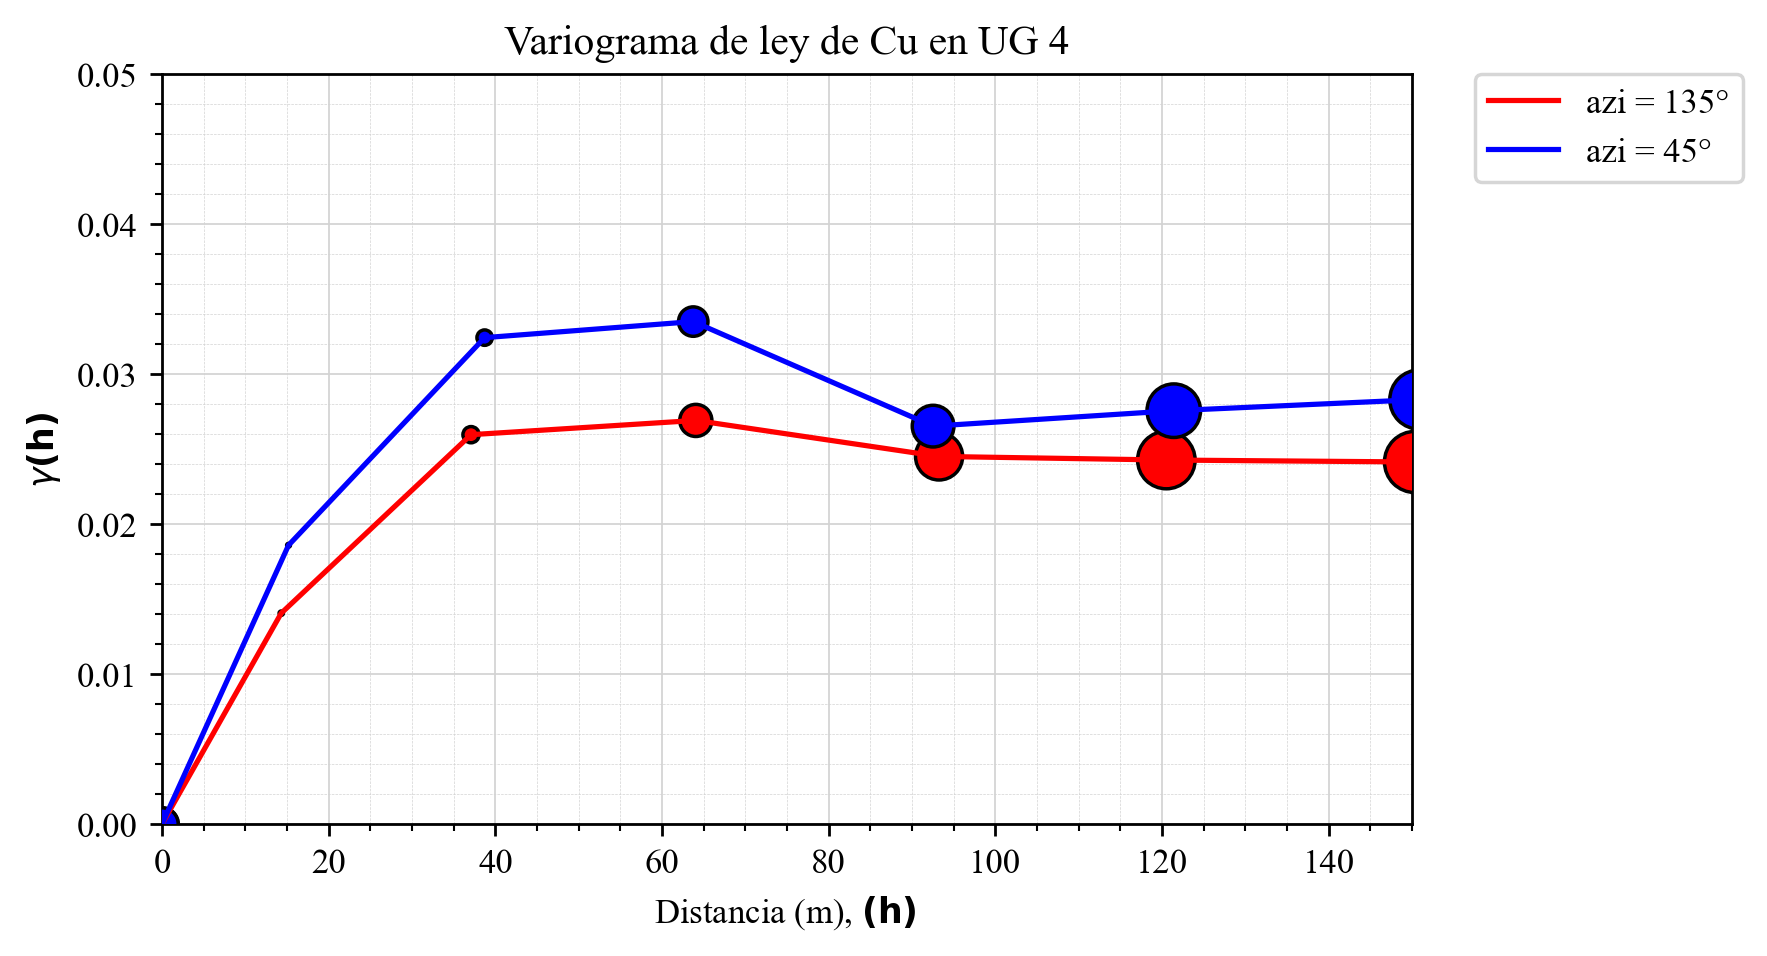 Variograma de ley de Cu en UG 4
azi = 135°
azi = 45°
0.05
0.04
0.03
0.02
0.01
0.00
γ(h)
0 20 40 60 80 100 120 140
Distancia (m), (h)